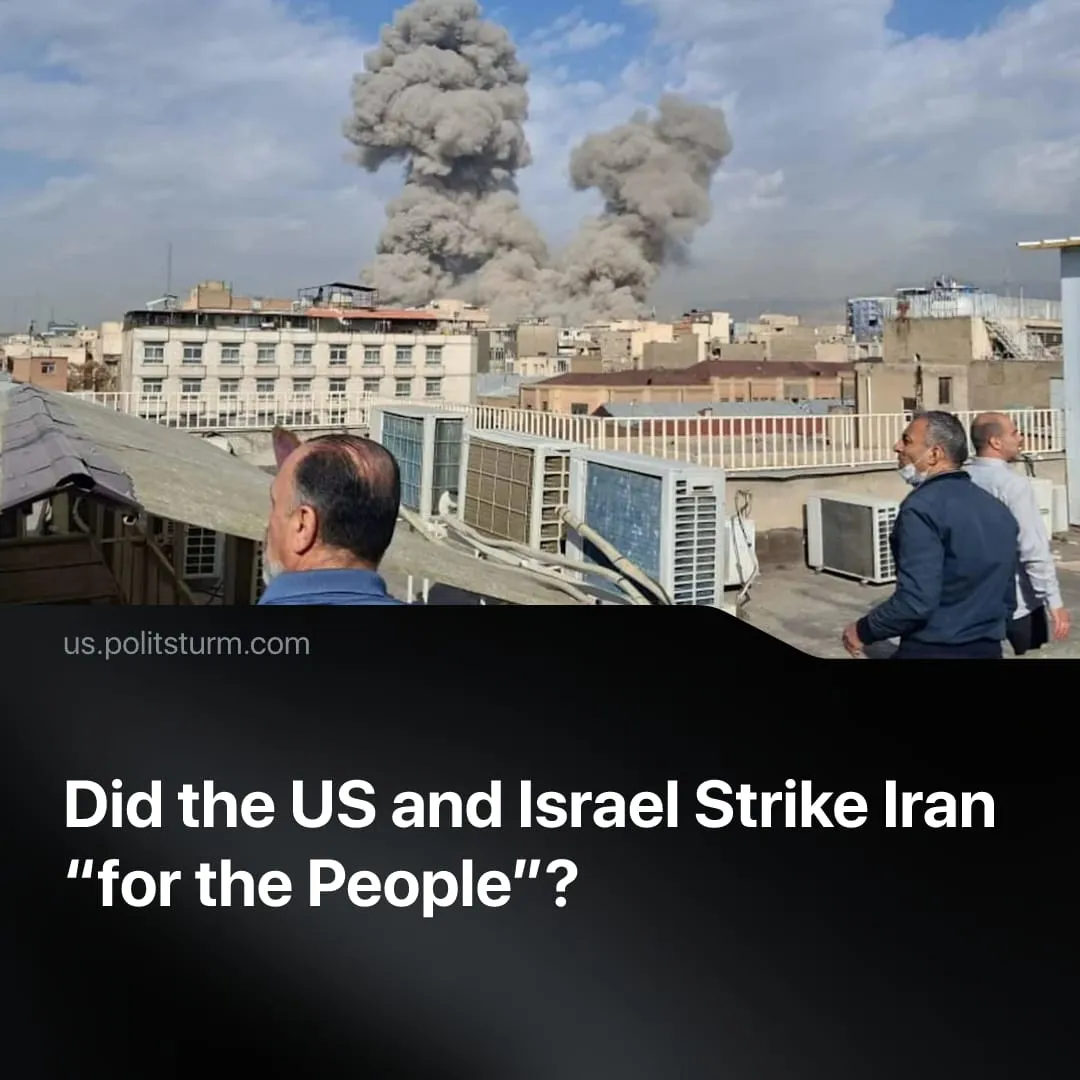 us.politsturm.com
Did the US and Israel Strike Iran
“for the People”?